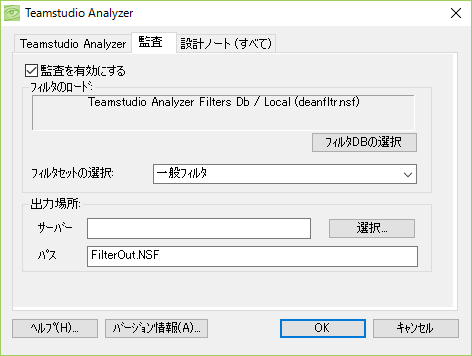 Teamstudio Analyzer
Teamstudio Analyzer 監査 設計ノート (すべて)
監査を有効にする
フィルタのロード:
Teamstudio Analyzer Filters Db / Local (deanfltr.nsf)
フィルタDBの選択
フィルタセットの選択: 一般フィルタ
出力場所:
サーバー 選択...
パス FilterOut.NSF
ヘルプ(H)... バージョン情報(A)... OK キャンセル